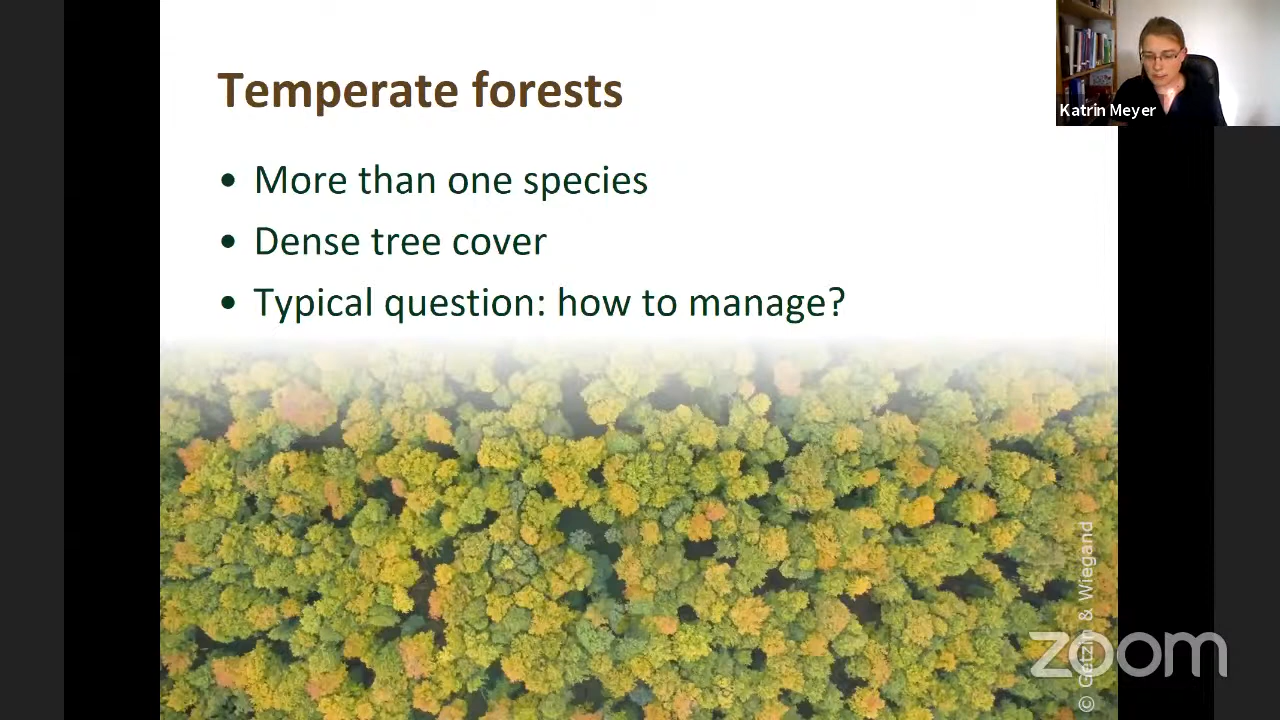 Temperate forests
Katrin Meyer
• More than one species
• Dense tree cover
• Typical question: how to manage?
© Getzin & Wiegand
zoom